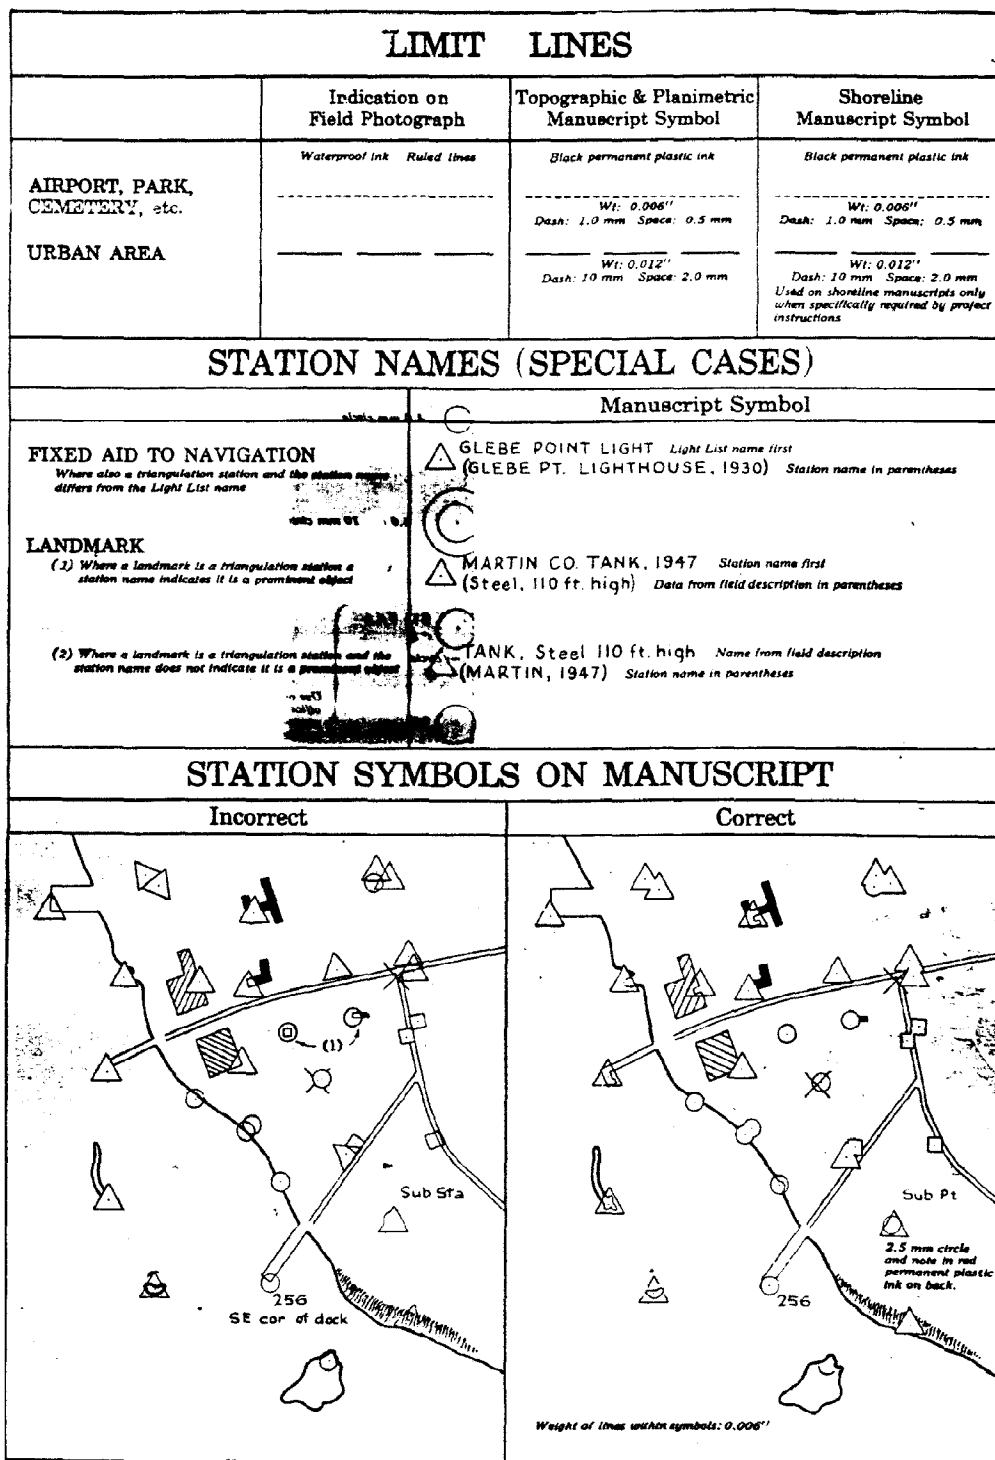 LIMIT LINES
Indication on
Field Photograph
Topographic & Planimetric
Manuscript Symbol
Shoreline
Manuscript Symbol
Waterproof Ink Ruled lines
Black permanent plastic ink
Black permanent plastic ink
AIRPORT, PARK,
CEMETERY, etc.
Wt: 0.006"
Dash: 1.0 mm Space: 0.5 mm
Wt: 0.006"
Dash: 1.0 mm Space: 0.5 mm
URBAN AREA
Wt: 0.012"
Dash: 10 mm Space: 2.0 mm
Wt: 0.012"
Dash: 10 mm Space: 2.0 mm
Used on shoreline manuscripts only
when specifically required by project
instructions
STATION NAMES (SPECIAL CASES)
Manuscript Symbol
FIXED AID TO NAVIGATION
Where also a triangulation station and the station name
differs from the Light List name
GLEBE POINT LIGHT Light List name first
(GLEBE PT. LIGHTHOUSE, 1930) Station name in parentheses
LANDMARK
(1) Where a landmark is a triangulation station a
station name indicates it is a prominent object
MARTIN CO. TANK, 1947 Station name first
(Steel, 110 ft. high) Data from field description in parentheses
(2) Where a landmark is a triangulation station and the
station name does not indicate it is a prominent object
TANK, Steel 110 ft. high Name from field description
(MARTIN, 1947) Station name in parentheses
STATION SYMBOLS ON MANUSCRIPT
Incorrect
Correct
(1)
Sub Sta
256
SE cor of dock
Sub Pt
2.5 mm circle
and note in red
permanent plastic
ink on back.
256
Weight of lines within symbols: 0.006"